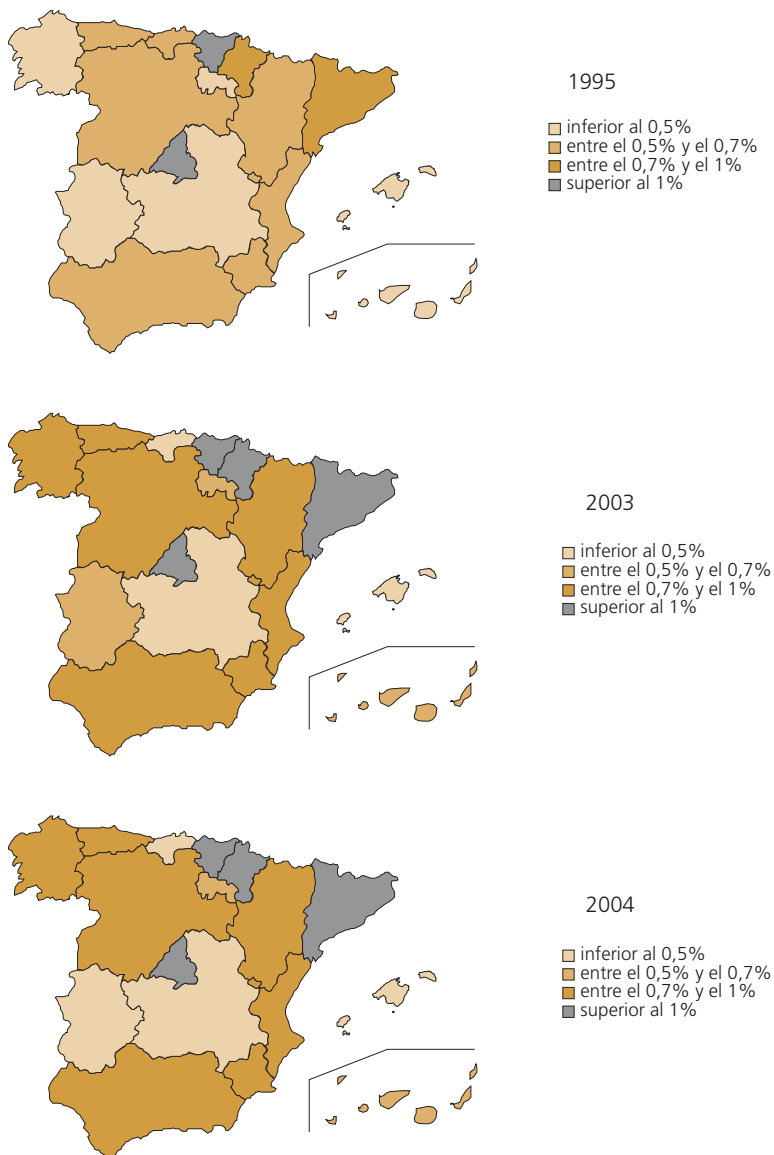 1995
inferior al 0,5%
entre el 0,5% y el 0,7%
entre el 0,7% y el 1%
superior al 1%
2003
inferior al 0,5%
entre el 0,5% y el 0,7%
entre el 0,7% y el 1%
superior al 1%
2004
inferior al 0,5%
entre el 0,5% y el 0,7%
entre el 0,7% y el 1%
superior al 1%